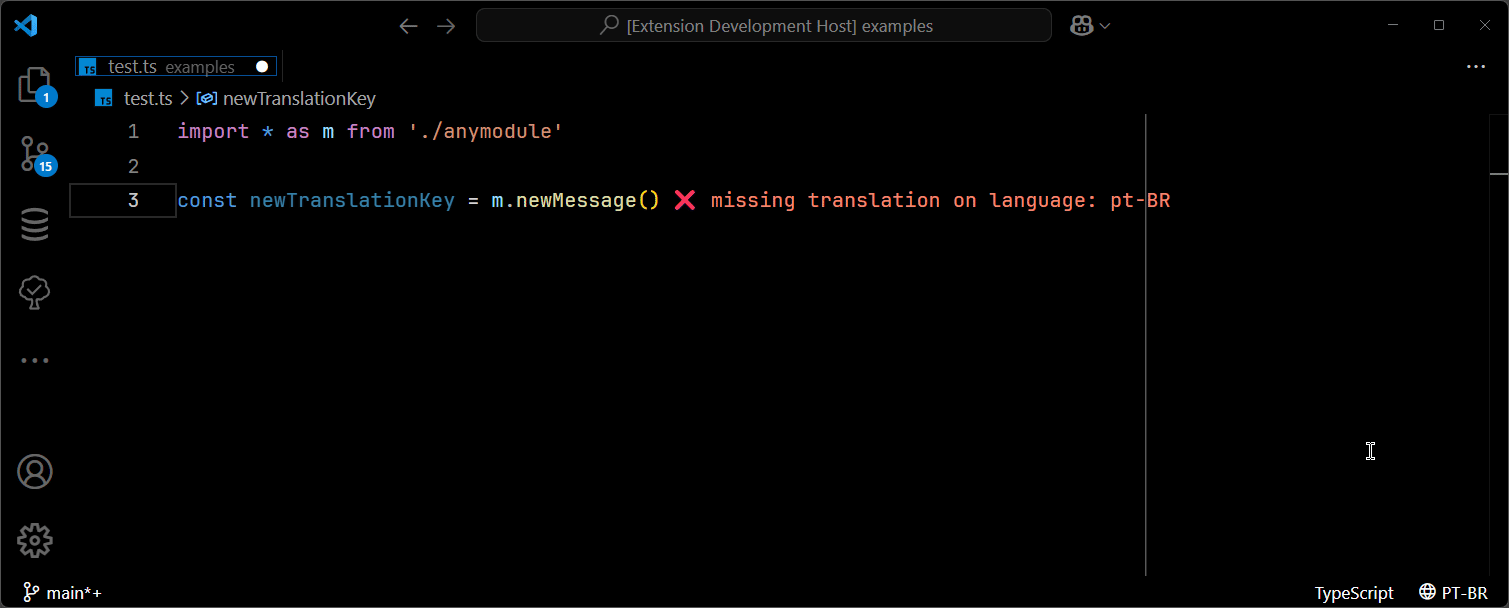 [Extension Development Host] examples
TS test.ts examples
1
TS test.ts > newTranslationKey
1 import * as m from './anymodule'
2
15
3 const newTranslationKey = m.newMessage() ❌ missing translation on language: pt-BR
main*+
TypeScript
PT-BR